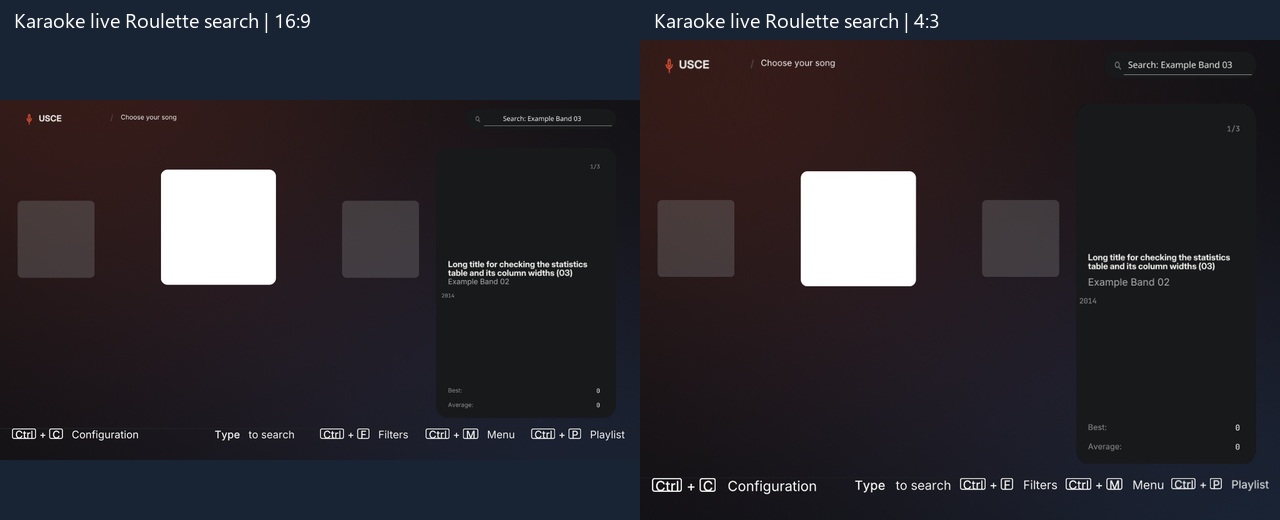 Karaoke live Roulette search | 16:9
USCE / Choose your song
Search: Example Band 03
1/3
Long title for checking the statistics
table and its column widths (03)
Example Band 02
2014
Best: 0
Average: 0
Ctrl + C Configuration Type to search Ctrl + F Filters Ctrl + M Menu Ctrl + P Playlist
Karaoke live Roulette search | 4:3
USCE / Choose your song
Search: Example Band 03
1/3
Long title for checking the statistics
table and its column widths (03)
Example Band 02
2014
Best: 0
Average: 0
Ctrl + C Configuration Type to search Ctrl + F Filters Ctrl + M Menu Ctrl + P Playlist